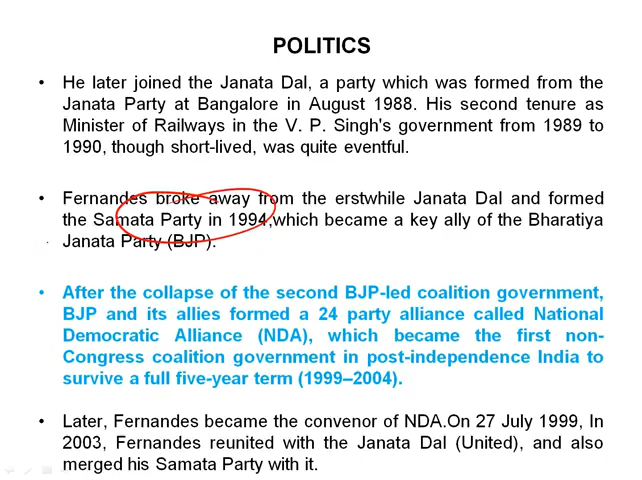 POLITICS
• He later joined the Janata Dal, a party which was formed from the
Janata Party at Bangalore in August 1988. His second tenure as
Minister of Railways in the V. P. Singh's government from 1989 to
1990, though short-lived, was quite eventful.
• Fernandes broke away from the erstwhile Janata Dal and formed
the Samata Party in 1994,which became a key ally of the Bharatiya
Janata Party (BJP).
• After the collapse of the second BJP-led coalition government,
BJP and its allies formed a 24 party alliance called National
Democratic Alliance (NDA), which became the first non-
Congress coalition government in post-independence India to
survive a full five-year term (1999–2004).
• Later, Fernandes became the convenor of NDA.On 27 July 1999, In
2003, Fernandes reunited with the Janata Dal (United), and also
merged his Samata Party with it.